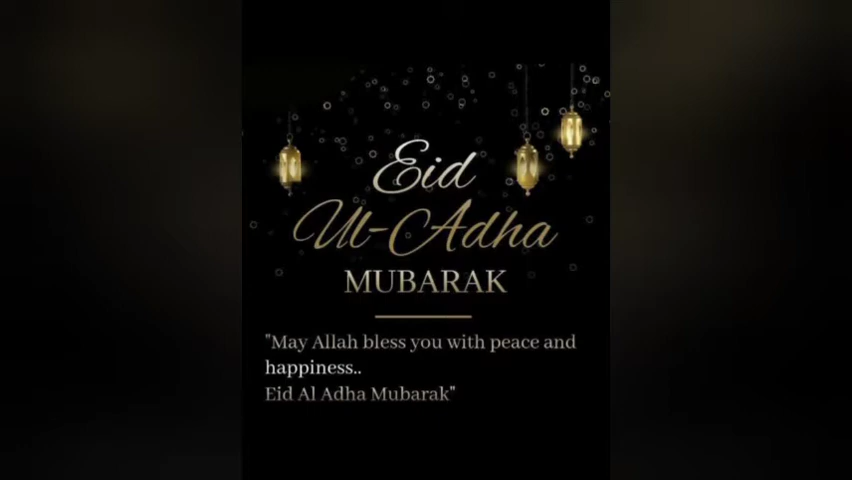 Eid
Ul-Adha
MUBARAK
"May Allah bless you with peace and
happiness..
Eid Al Adha Mubarak"